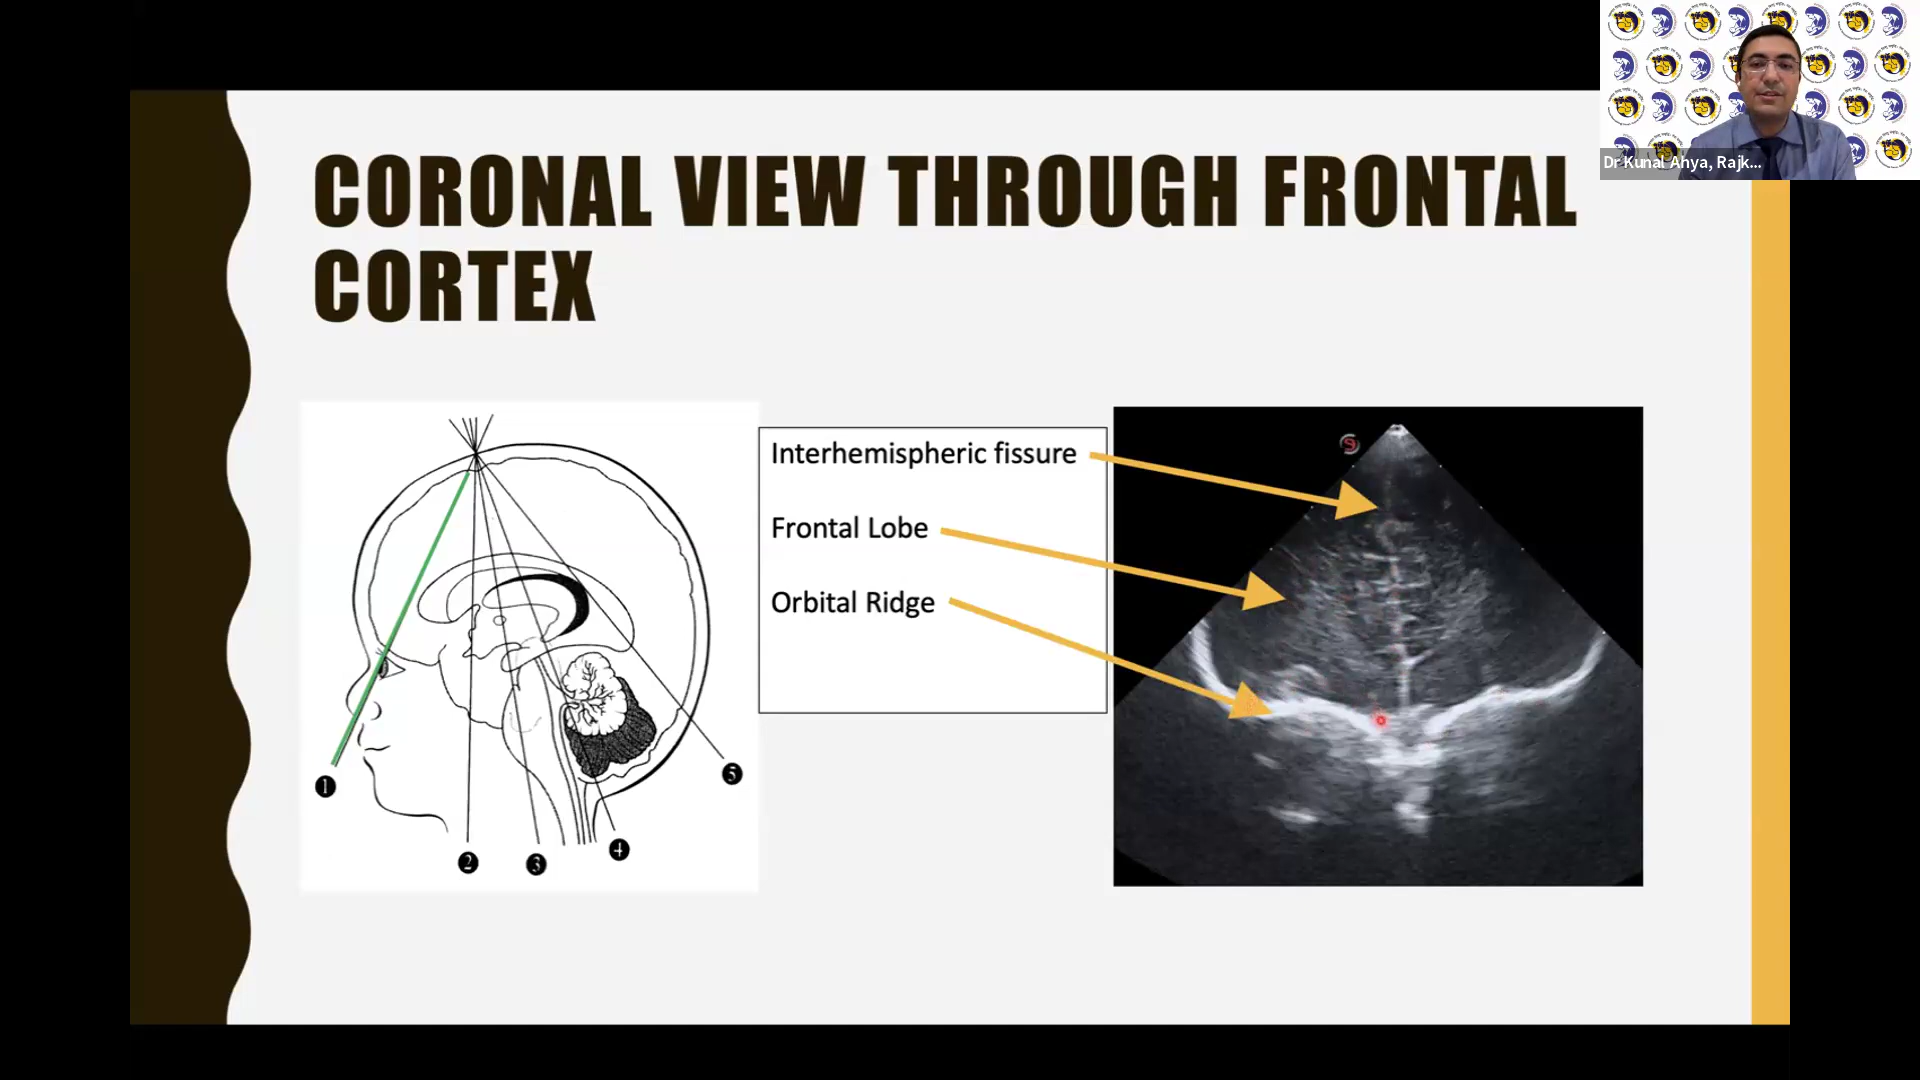 Dr Kunal Ahya, Rajk...
CORONAL VIEW THROUGH FRONTAL
CORTEX
Interhemispheric fissure
Frontal Lobe
Orbital Ridge
1
2
3
4
5